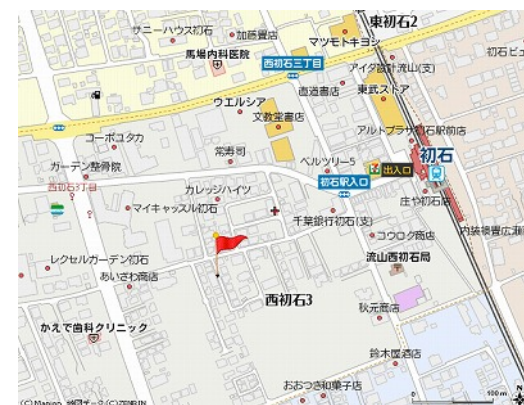 東初石2
サニーハウス初石
加藤畳店
マツモトキヨシ
馬場内科医院
西初石三丁目
アイダ設計流山(支)
初石ビ
直道書店
東武ストア
ウエルシア
文教堂書店
アルトプラザ初石駅前店
コーポユタカ
常寿司
ベルツリー5
初石
出入口
ガーデン整骨院
西初石3丁目
カレッジハイツ
初石駅入口
庄や初石店
マイキャッスル初石
千葉銀行初石(支)
コウログ商店
内装襖畳広瀬
レクセルガーデン初石
流山西初石局
あいざわ商店
西初石3
秋元商店
かえで歯科クリニック
鈴木屋酒店
おおつき和菓子店
0
100m
N